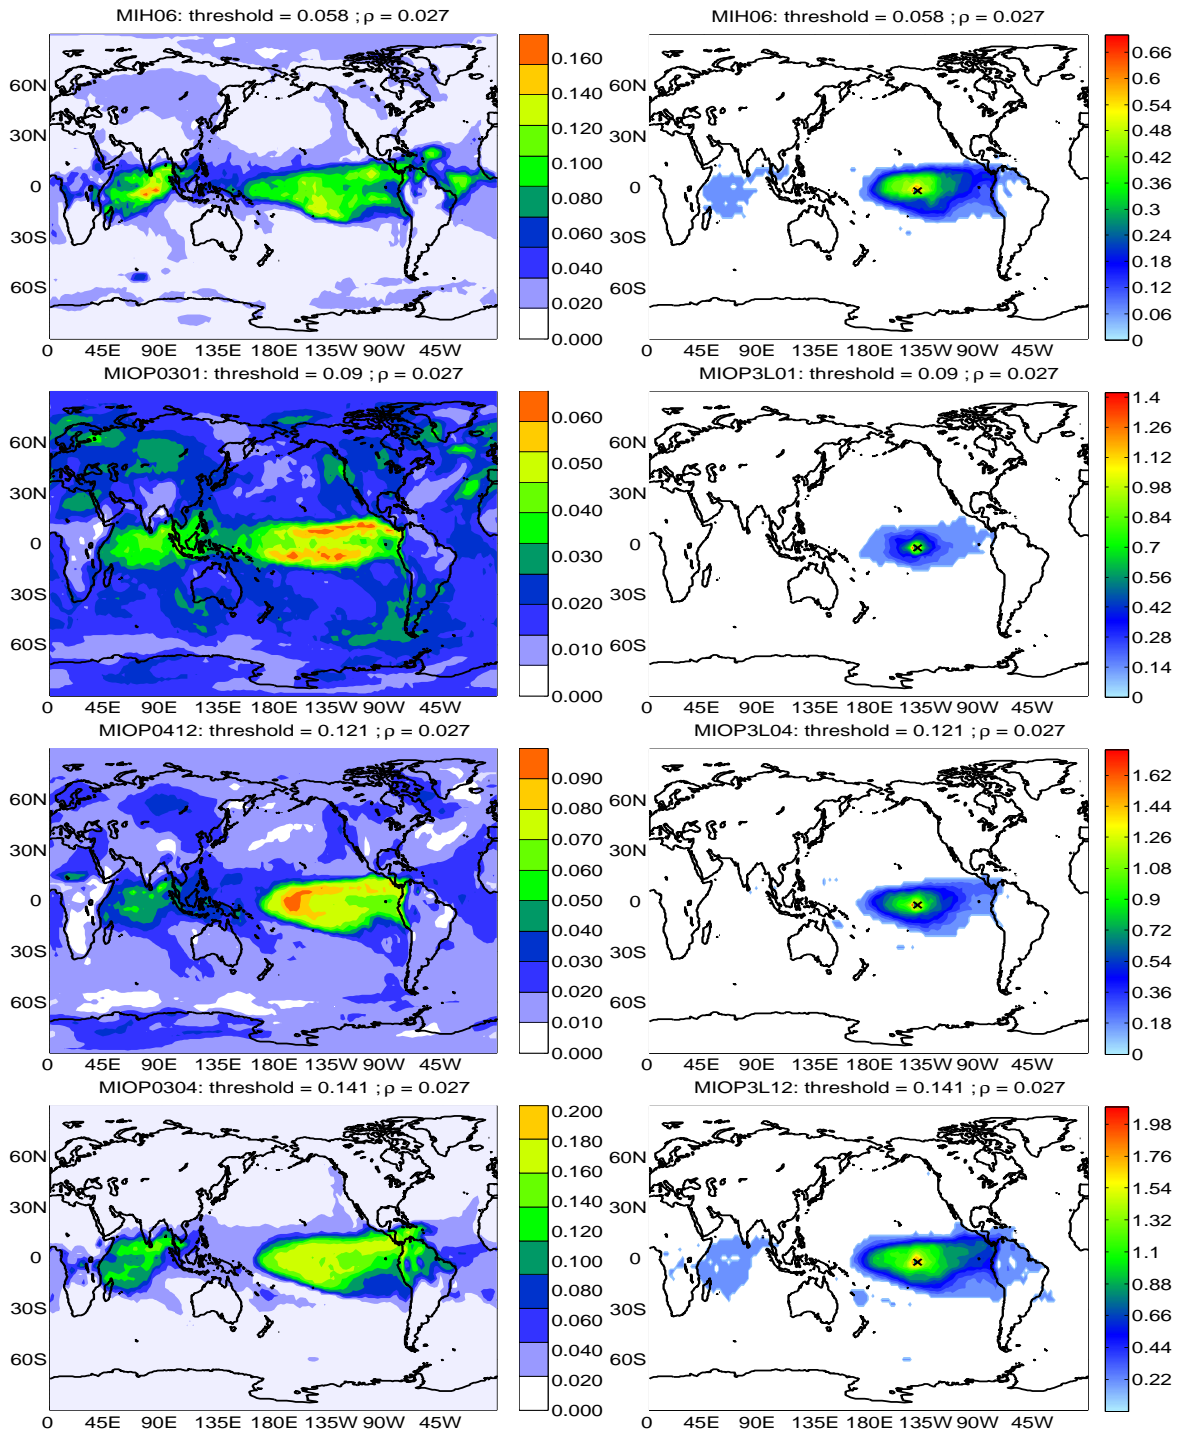 MIH06: threshold = 0.058 ; ρ = 0.027
60N
30N
0
30S
60S
0 45E 90E 135E 180E 135W 90W 45W
0.160
0.140
0.120
0.100
0.080
0.060
0.040
0.020
0.000
MIH06: threshold = 0.058 ; ρ = 0.027
60N
30N
0
30S
60S
0 45E 90E 135E 180E 135W 90W 45W
0.66
0.6
0.54
0.48
0.42
0.36
0.3
0.24
0.18
0.12
0.06
0
MIOP0301: threshold = 0.09 ; ρ = 0.027
60N
30N
0
30S
60S
0 45E 90E 135E 180E 135W 90W 45W
0.060
0.050
0.040
0.030
0.020
0.010
0.000
MIOP3L01: threshold = 0.09 ; ρ = 0.027
60N
30N
0
30S
60S
0 45E 90E 135E 180E 135W 90W 45W
1.4
1.26
1.12
0.98
0.84
0.7
0.56
0.42
0.28
0.14
0
MIOP0412: threshold = 0.121 ; ρ = 0.027
60N
30N
0
30S
60S
0 45E 90E 135E 180E 135W 90W 45W
0.090
0.080
0.070
0.060
0.050
0.040
0.030
0.020
0.010
0.000
MIOP3L04: threshold = 0.121 ; ρ = 0.027
60N
30N
0
30S
60S
0 45E 90E 135E 180E 135W 90W 45W
1.62
1.44
1.26
1.08
0.9
0.72
0.54
0.36
0.18
0
MIOP0304: threshold = 0.141 ; ρ = 0.027
60N
30N
0
30S
60S
0 45E 90E 135E 180E 135W 90W 45W
0.200
0.180
0.160
0.140
0.120
0.100
0.080
0.060
0.040
0.020
0.000
MIOP3L12: threshold = 0.141 ; ρ = 0.027
60N
30N
0
30S
60S
0 45E 90E 135E 180E 135W 90W 45W
1.98
1.76
1.54
1.32
1.1
0.88
0.66
0.44
0.22